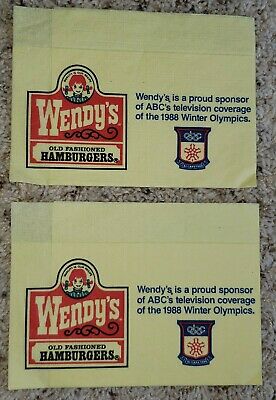 WENDY'S
OLD FASHIONED
HAMBURGERS®
Wendy's is a proud sponsor
of ABC's television coverage
of the 1988 Winter Olympics.
WENDY'S
OLD FASHIONED
HAMBURGERS®
Wendy's is a proud sponsor
of ABC's television coverage
of the 1988 Winter Olympics.